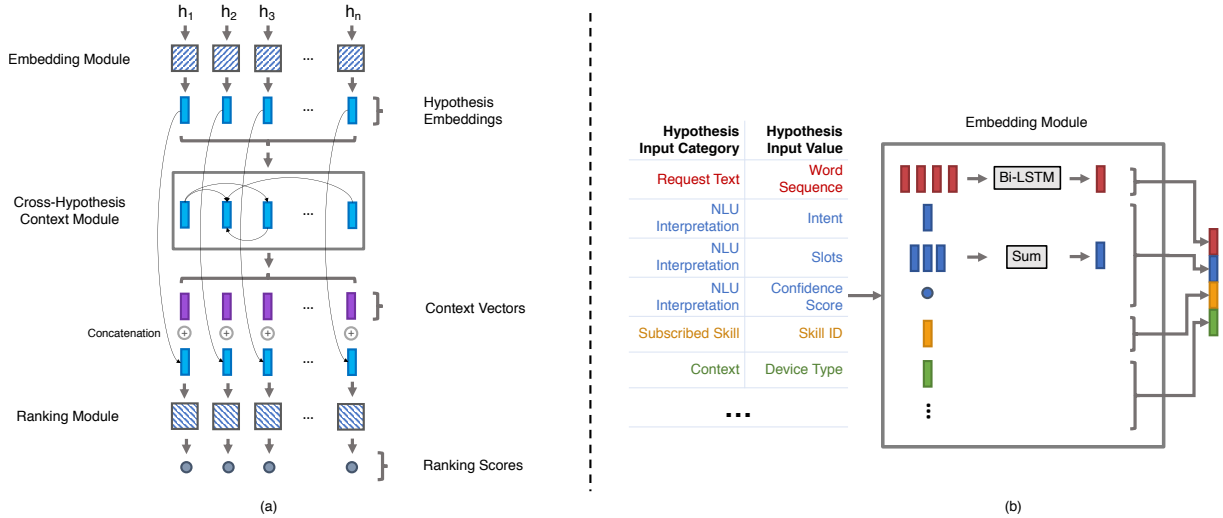 h1 h2 h3 hn
Embedding Module
...
Hypothesis
Embeddings
...
Cross-Hypothesis
Context Module
...
...
Context Vectors
Concatenation
+ + + +
...
Ranking Module
...
Ranking Scores
...
(a)
Embedding Module
Hypothesis
Input Category
Hypothesis
Input Value
Request Text
Word
Sequence
Bi-LSTM
NLU
Interpretation
Intent
NLU
Interpretation
Slots
Sum
NLU
Interpretation
Confidence
Score
Subscribed Skill
Skill ID
Context
Device Type
...
(b)